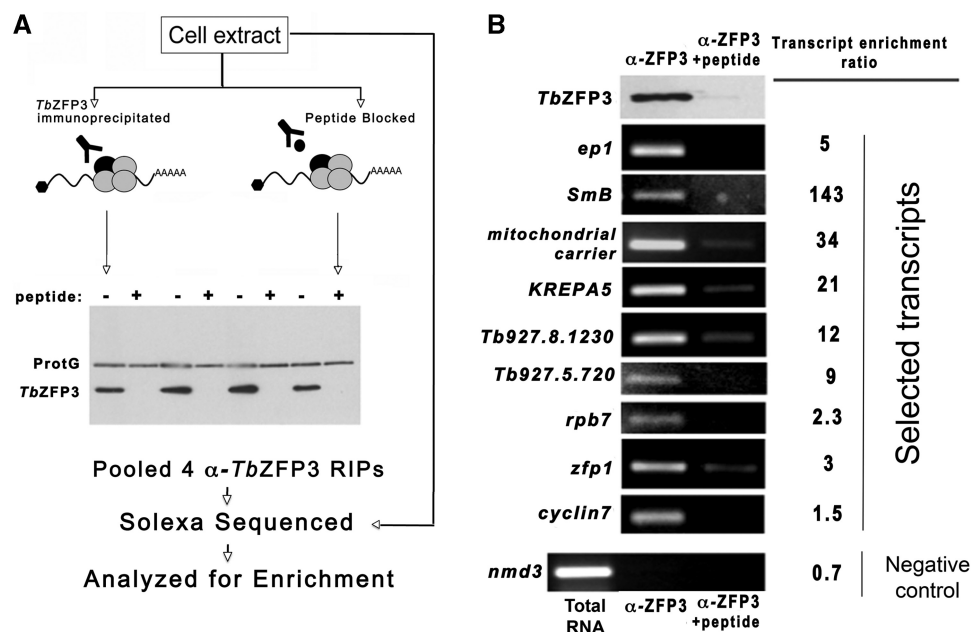 A
Cell extract
TbZFP3
immunoprecipitated
Peptide Blocked
AAAAA
AAAAA
peptide: - + - + - + - +
ProtG
TbZFP3
Pooled 4 α-TbZFP3 RIPs
Solexa Sequenced
Analyzed for Enrichment
B
α-ZFP3
α-ZFP3
+peptide
Transcript enrichment
ratio
TbZFP3
ep1 5
SmB 143
mitochondrial
carrier 34
KREPA5 21
Tb927.8.1230 12
Tb927.5.720 9
rpb7 2.3
zfp1 3
cyclin7 1.5
Selected transcripts
nmd3 0.7
Negative
control
Total
RNA
α-ZFP3
α-ZFP3
+peptide